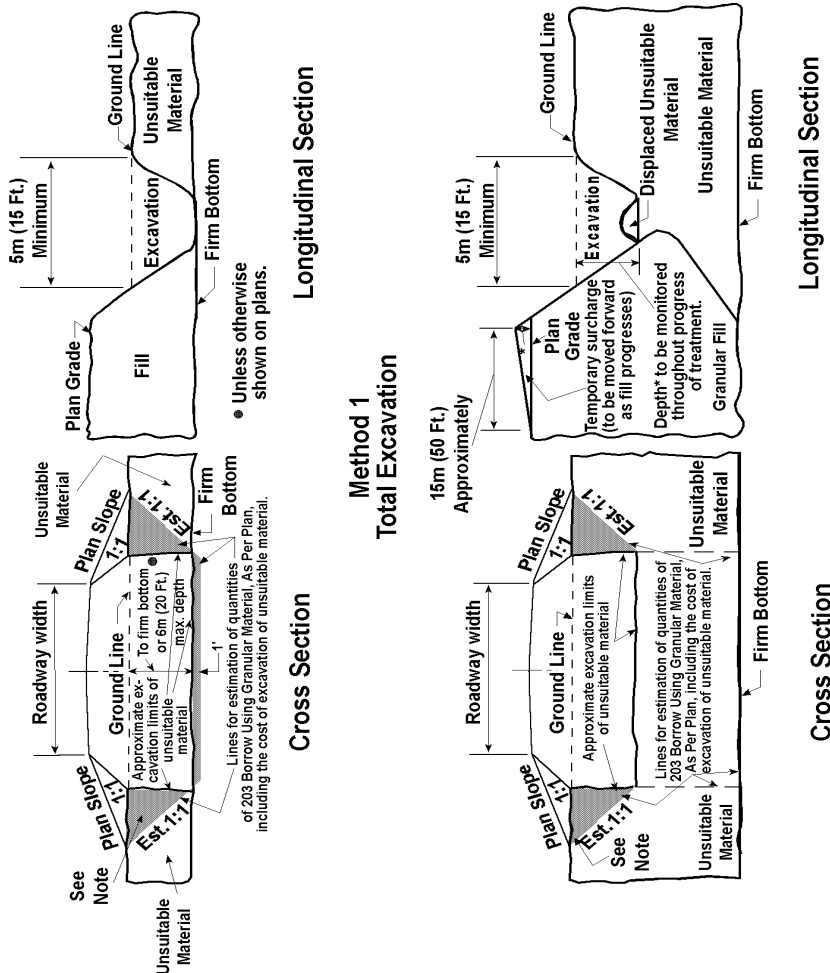 Roadway width
Plan Slope
1:1
Plan Slope
1:1
Ground Line
Approximate ex-
cavation limits of
unsuitable
material
To firm bottom ●
or 6m (20 Ft.)
max. depth
Est. 1:1
Est. 1:1
See
Note
Unsuitable
Material
Unsuitable
Material
Firm
Bottom
1'
Lines for estimation of quantities
of 203 Borrow Using Granular Material, As Per Plan,
including the cost of excavation of unsuitable material.
Cross Section
5m (15 Ft.)
Minimum
Plan Grade
Ground Line
Fill
Excavation
Unsuitable
Material
Firm Bottom
● Unless otherwise
shown on plans.
Longitudinal Section
Method 1
Total Excavation
Roadway width
Plan Slope
1:1
Plan Slope
1:1
Ground Line
Approximate excavation limits
of unsuitable material
Est. 1:1
Est. 1:1
See
Note
Unsuitable
Material
Unsuitable
Material
Lines for estimation of quantities of
203 Borrow Using Granular Material,
As Per Plan, including the cost of
excavation of unsuitable material.
Firm Bottom
Cross Section
15m (50 Ft.)
Approximately
5m (15 Ft.)
Minimum
*
Plan
Grade
Ground Line
Excavation
Temporary surcharge
(to be moved forward
as fill progresses)
Depth* to be monitored
throughout progress
of treatment.
Granular Fill
Displaced Unsuitable
Material
Unsuitable Material
Firm Bottom
Longitudinal Section